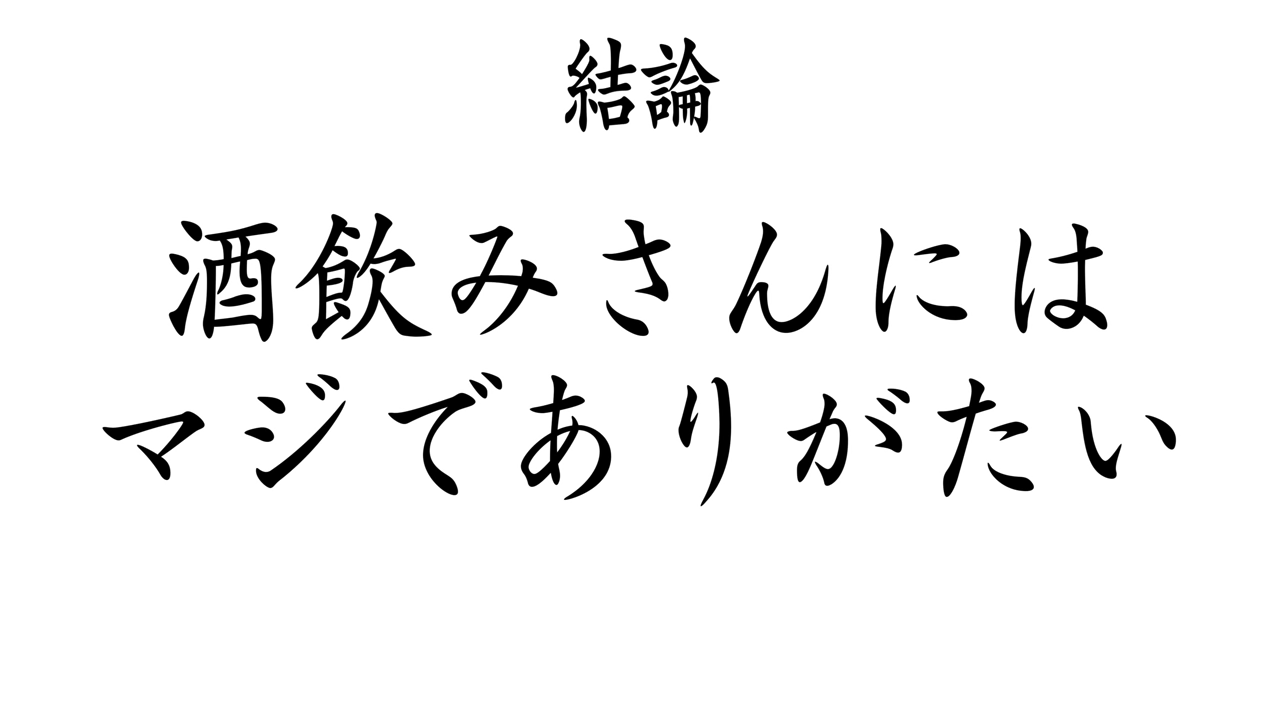 結論
酒飲みさんには
マジでありがたい